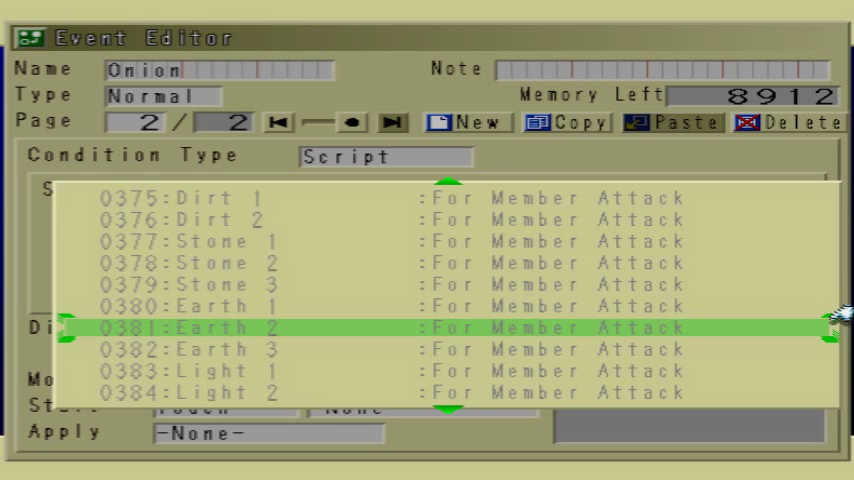 Event Editor
Name Onion Note
Type Normal Memory Left 8912
Page 2 / 2 New Copy Paste Delete
Condition Type Script
S
0375:Dirt 1 :For Member Attack
0376:Dirt 2 :For Member Attack
0377:Stone 1 :For Member Attack
0378:Stone 2 :For Member Attack
0379:Stone 3 :For Member Attack
0380:Earth 1 :For Member Attack
Di 0381:Earth 2 :For Member Attack
0382:Earth 3 :For Member Attack
0383:Light 1 :For Member Attack
Mo 0384:Light 2 :For Member Attack
Start Touch None
Apply -None-